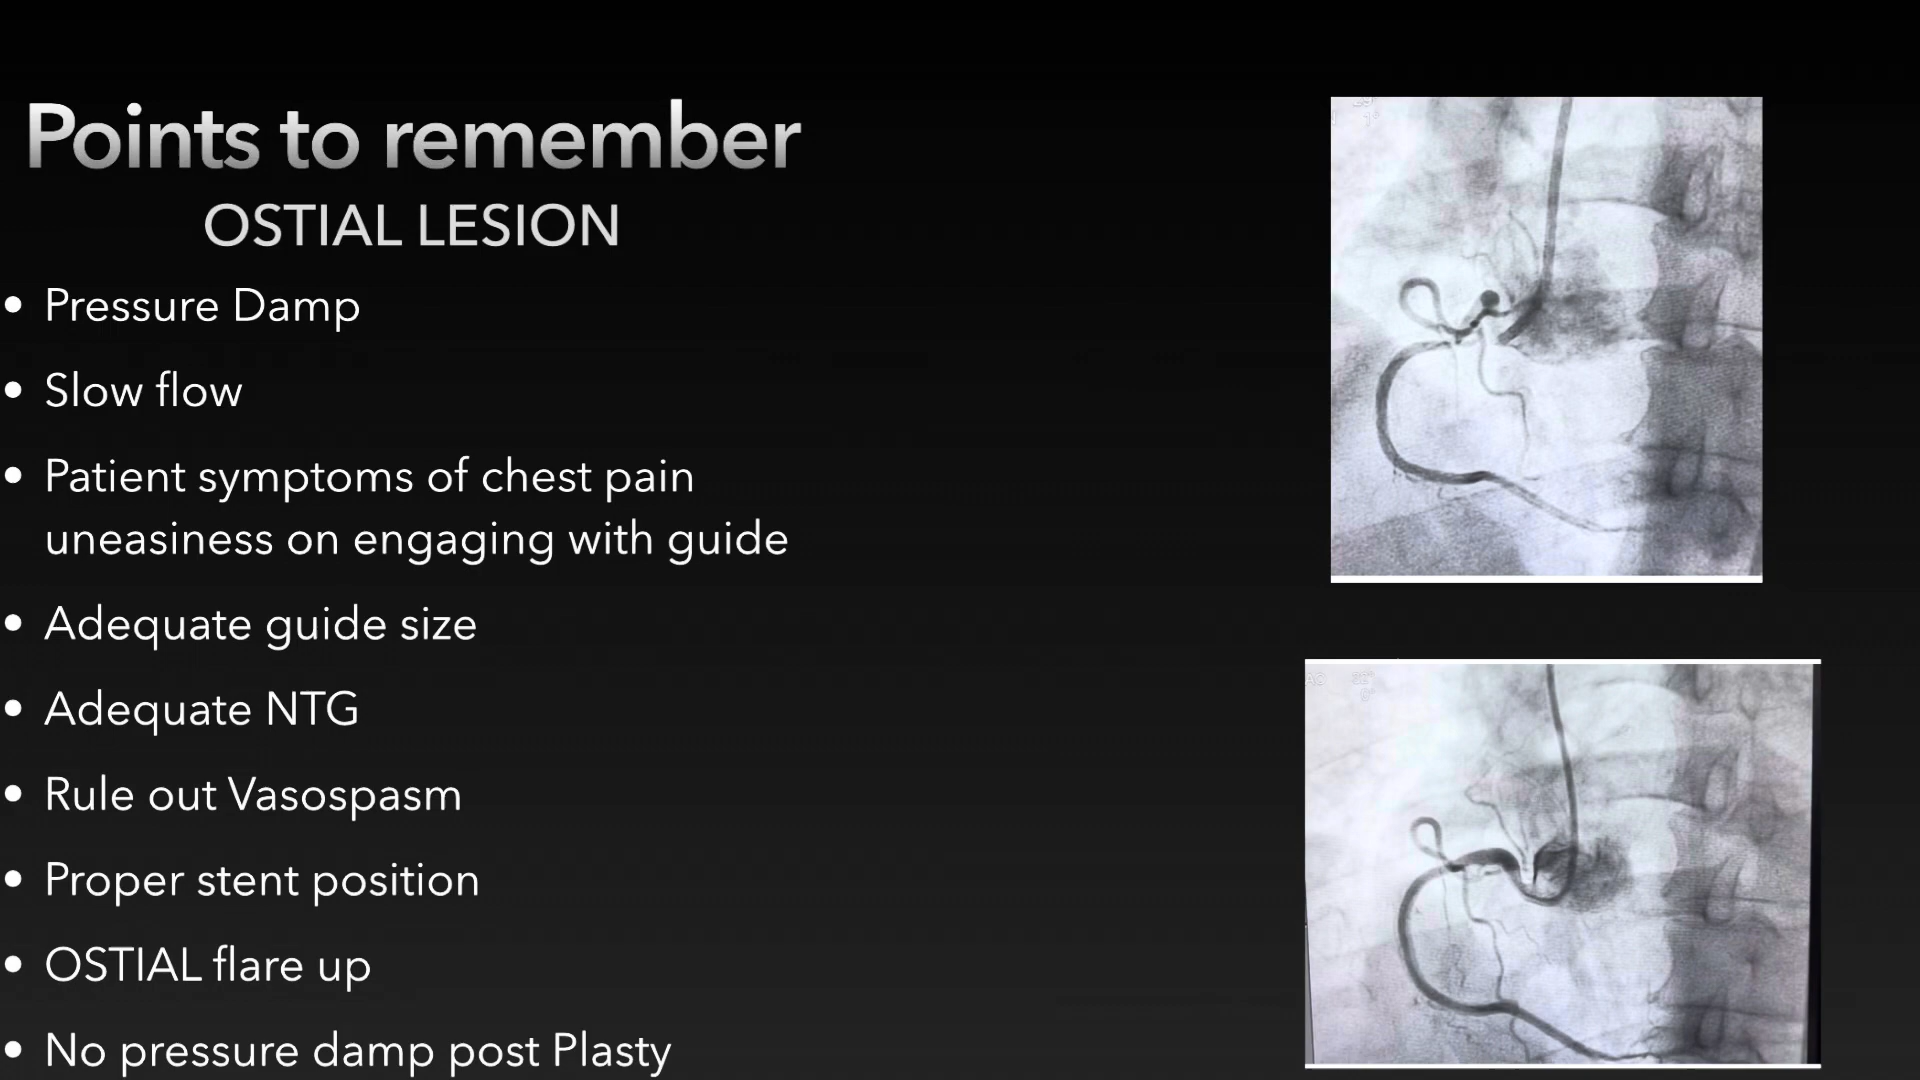 Points to remember
OSTIAL LESION
• Pressure Damp
• Slow flow
• Patient symptoms of chest pain
uneasiness on engaging with guide
• Adequate guide size
• Adequate NTG
• Rule out Vasospasm
• Proper stent position
• OSTIAL flare up
• No pressure damp post Plasty